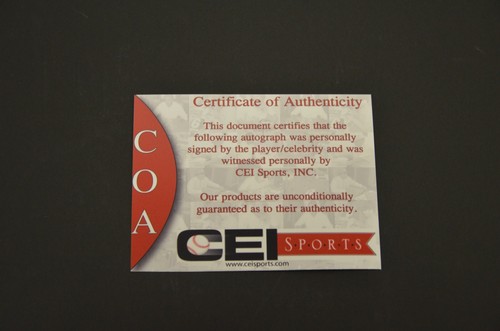 Certificate of Authenticity
This document certifies that the
following autograph was personally
signed by the player/celebrity and was
witnessed personally by
CEI Sports, INC.
Our products are unconditionally
guaranteed as to their authenticity.
COA
CEI SPORTS
www.ceisports.com